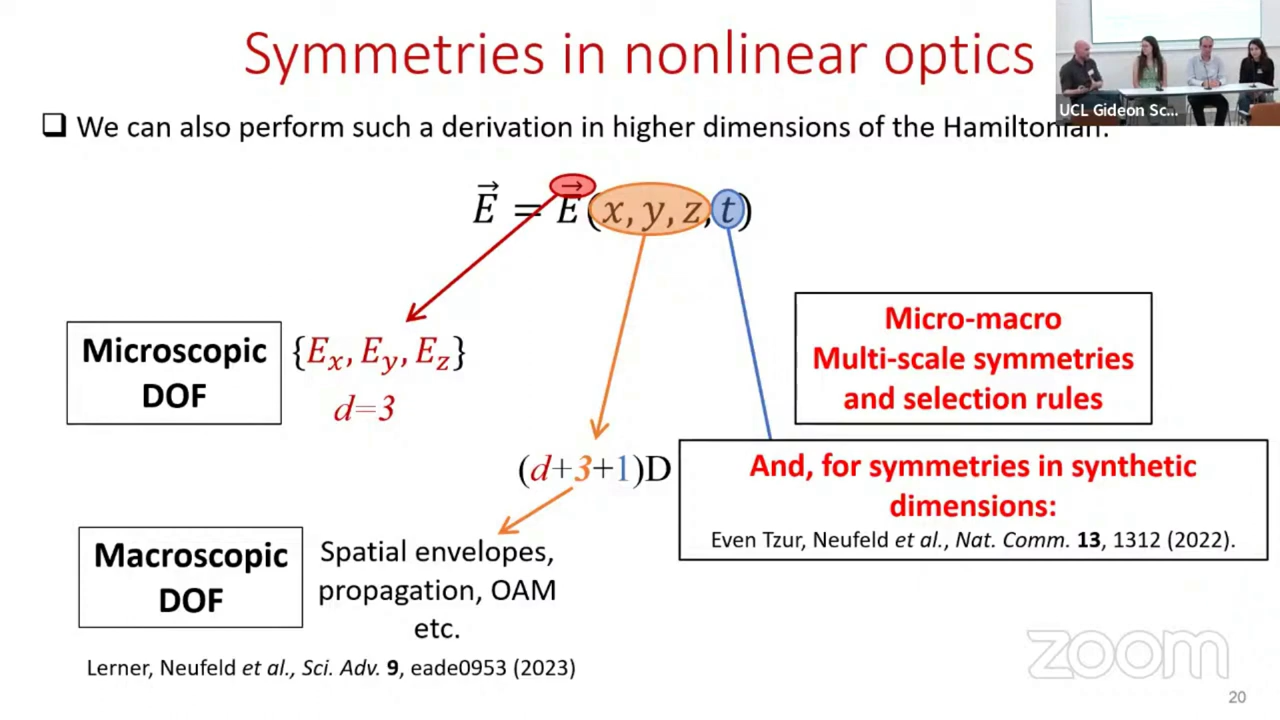 Symmetries in nonlinear optics
UCL Gideon Sc...
❑ We can also perform such a derivation in higher dimensions of the Hamiltonian.
E⃗ = E⃗(x, y, z, t)
Microscopic
DOF
{Eₓ, E_y, E_z}
d=3
Micro-macro
Multi-scale symmetries
and selection rules
(d+3+1)D
And, for symmetries in synthetic
dimensions:
Even Tzur, Neufeld et al., Nat. Comm. 13, 1312 (2022).
Macroscopic
DOF
Spatial envelopes,
propagation, OAM
etc.
Lerner, Neufeld et al., Sci. Adv. 9, eade0953 (2023)
zoom
20